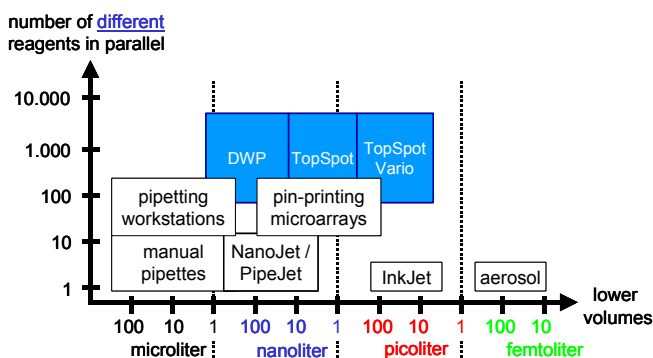 number of different
reagents in parallel
10.000
1.000
100
10
1
DWP
TopSpot
TopSpot
Vario
pipetting
workstations
pin-printing
microarrays
manual
pipettes
NanoJet /
PipeJet
InkJet
aerosol
lower
volumes
100 10 1 100 10 1 100 10 1 100 10
microliter nanoliter picoliter femtoliter